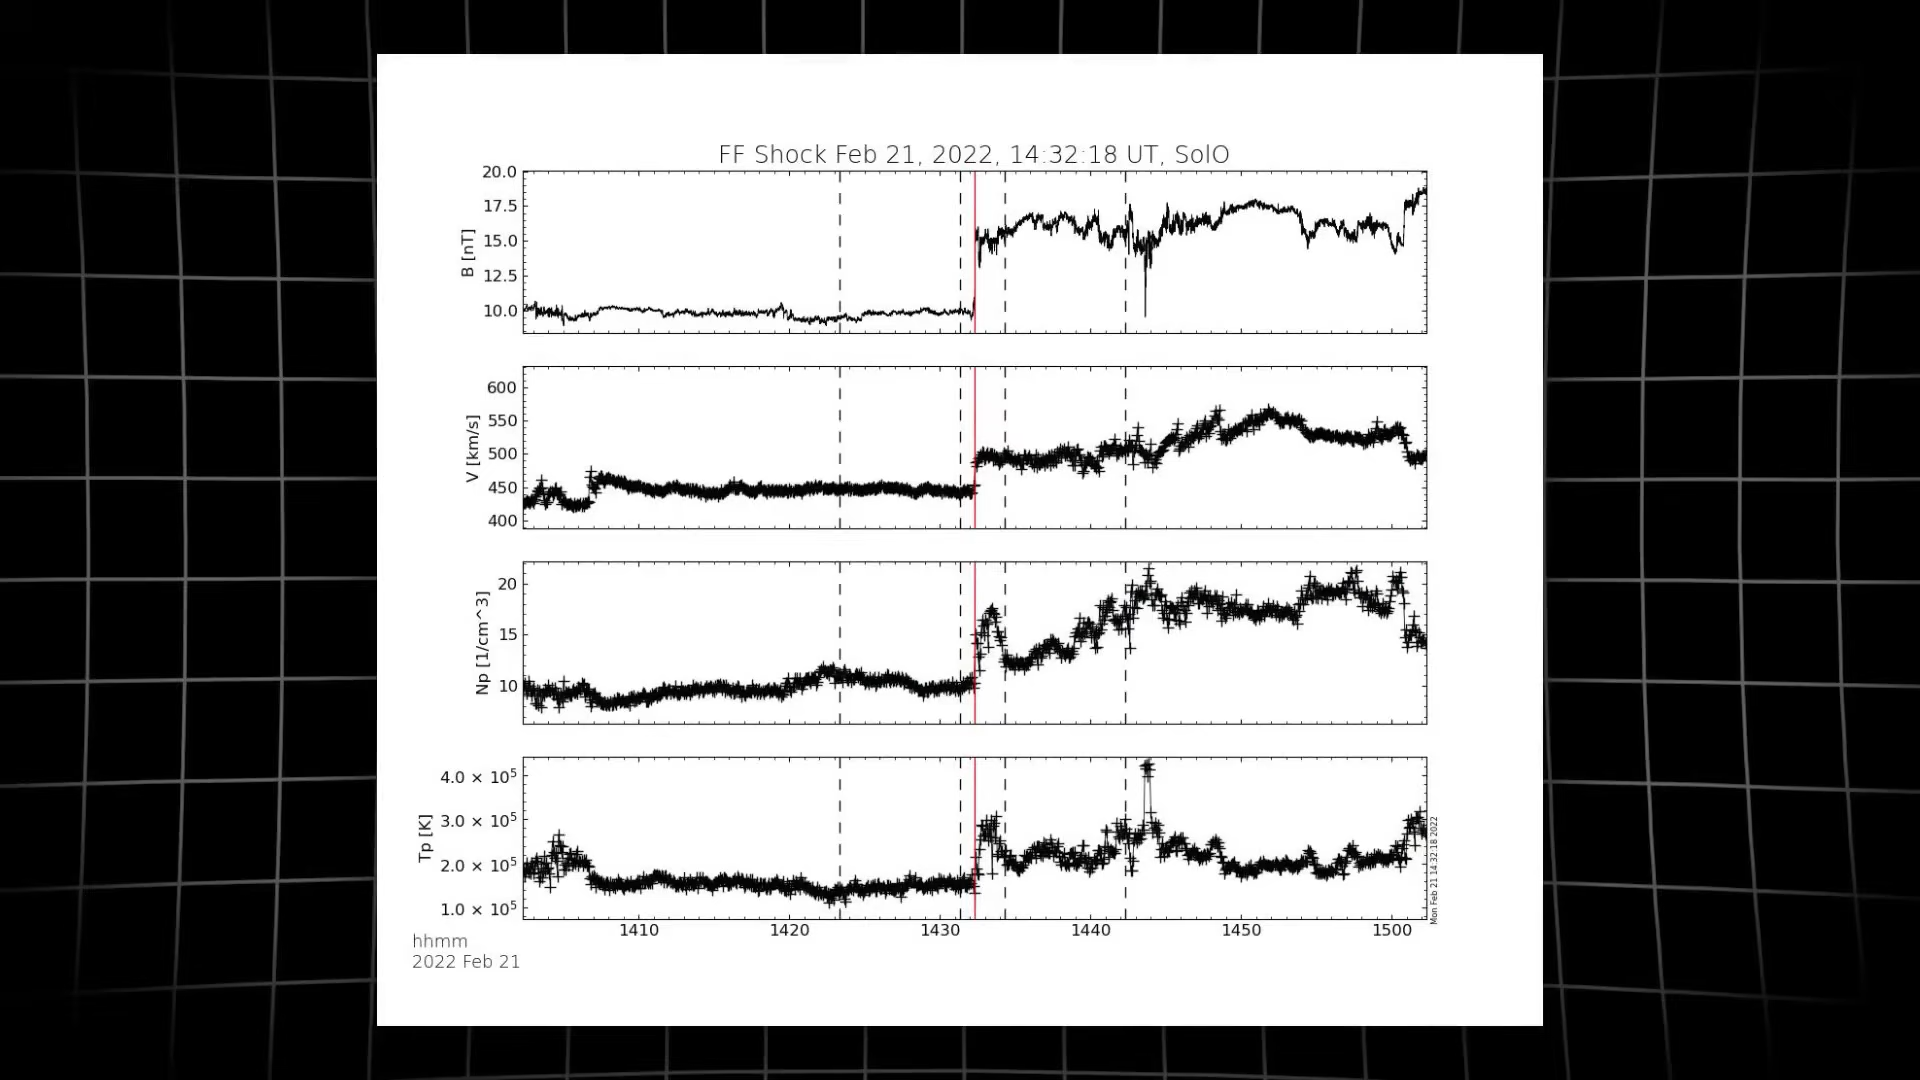 FF Shock Feb 21, 2022, 14:32:18 UT, SolO
20.0
17.5
15.0
12.5
10.0
B [nT]
600
550
500
450
400
V [km/s]
20
15
10
Np [1/cm^3]
4.0 × 10⁵
3.0 × 10⁵
2.0 × 10⁵
1.0 × 10⁵
Tp [K]
1410 1420 1430 1440 1450 1500
hhmm
2022 Feb 21
Mon Feb 21 14 32 18 2022